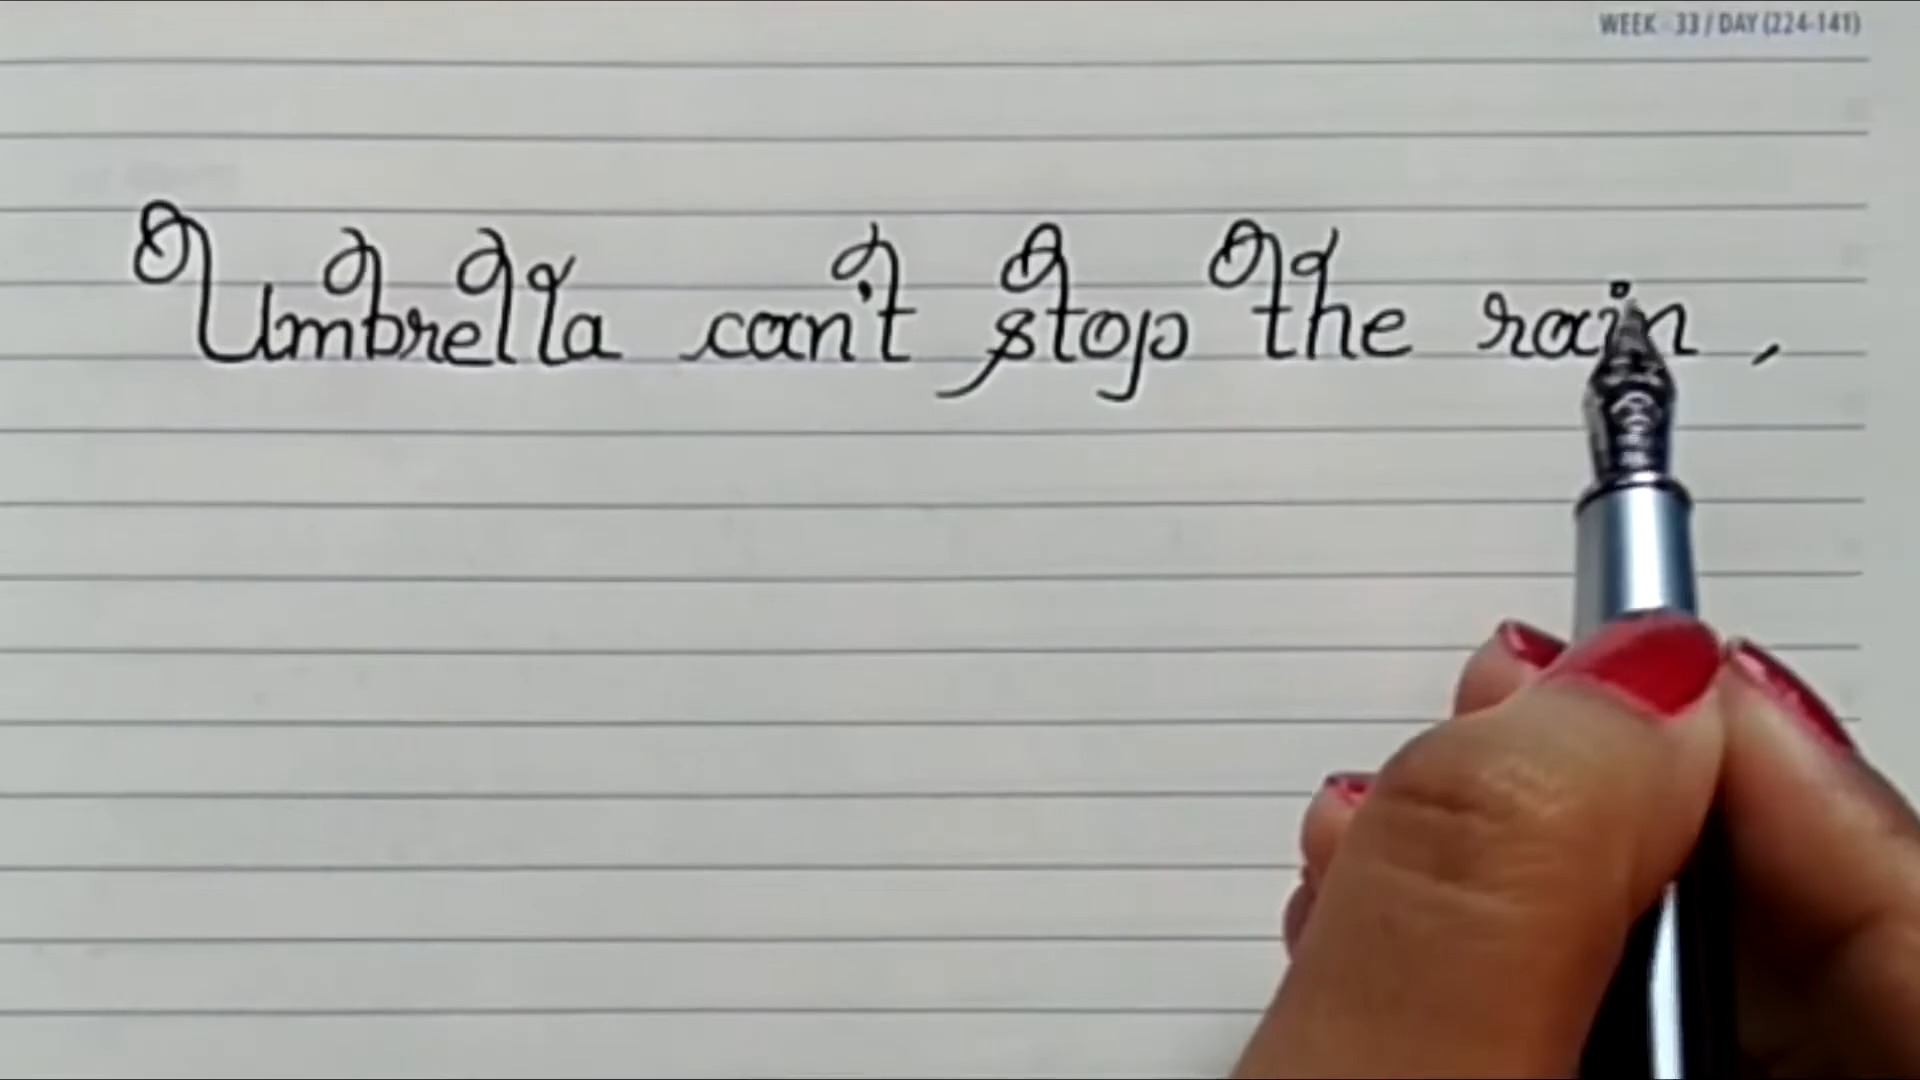 WEEK - 33 / DAY (224-141)
Umbrella can't stop the rain,